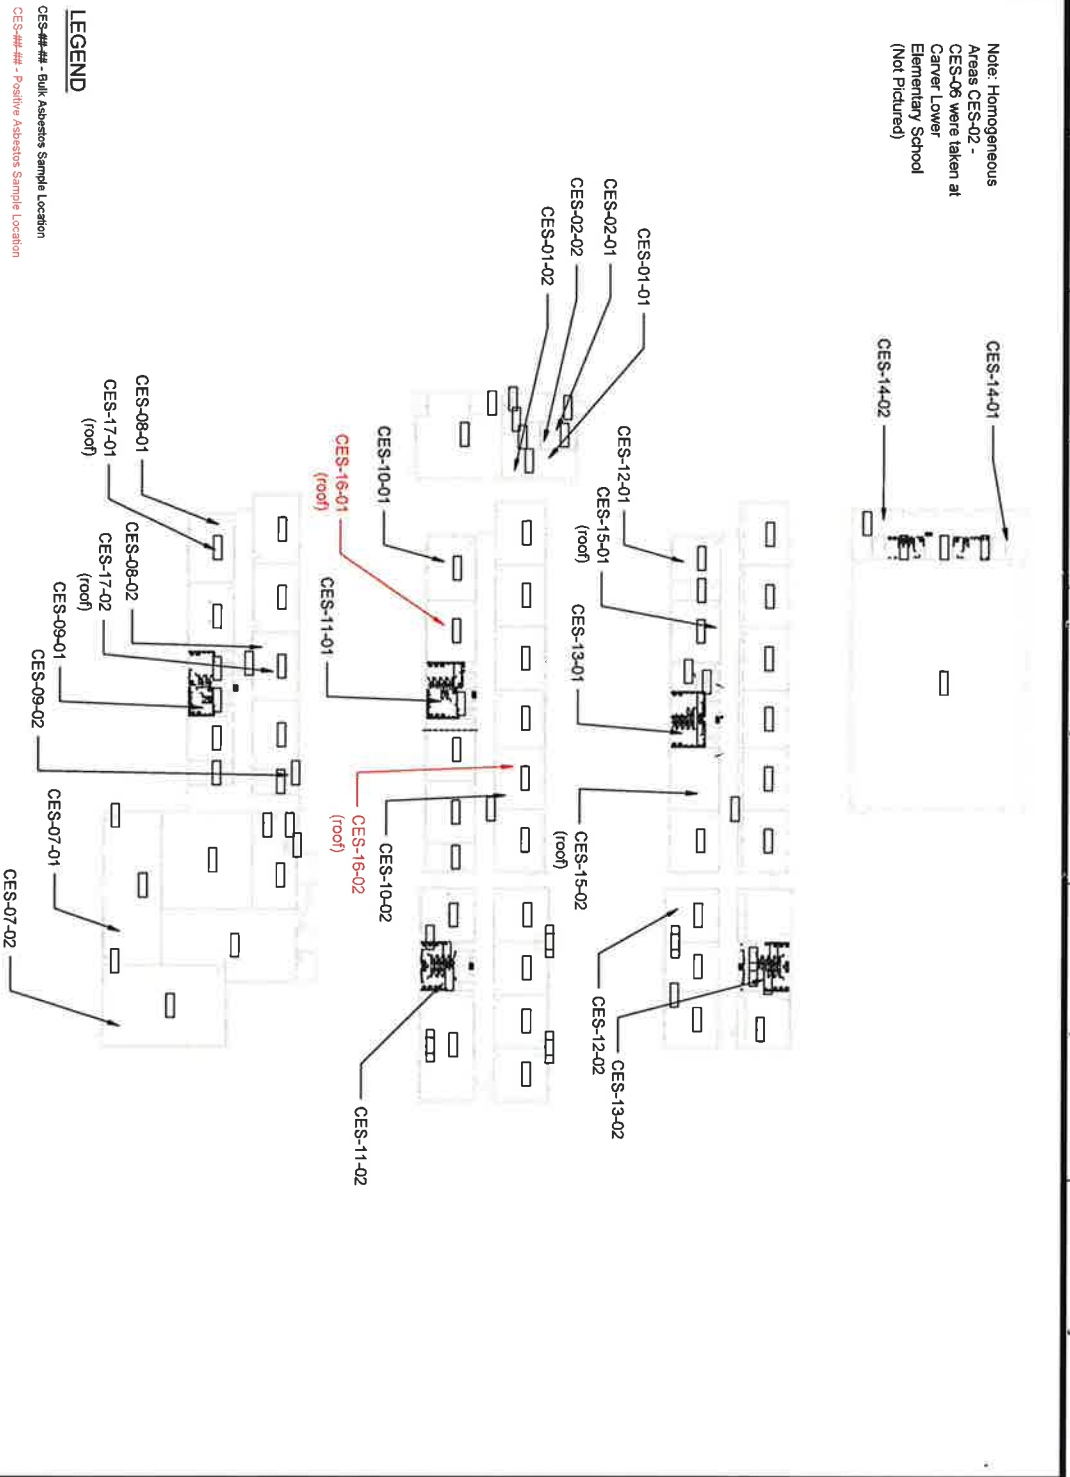 Note: Homogeneous
Areas CES-02 -
CES-06 were taken at
Carver Lower
Elementary School
(Not Pictured)
CES-14-01
CES-14-02
CES-01-01
CES-02-01
CES-02-02
CES-01-02
CES-12-01
CES-15-01
(roof)
CES-13-01
CES-15-02
(roof)
CES-12-02
CES-13-02
CES-10-01
CES-16-01
(roof)
CES-11-01
CES-16-02
(roof)
CES-10-02
CES-11-02
CES-08-01
CES-17-01
(roof)
CES-08-02
CES-17-02
(roof)
CES-09-01
CES-09-02
CES-07-01
CES-07-02
LEGEND
CES-##-## - Bulk Asbestos Sample Location
CES-##-## - Positive Asbestos Sample Location